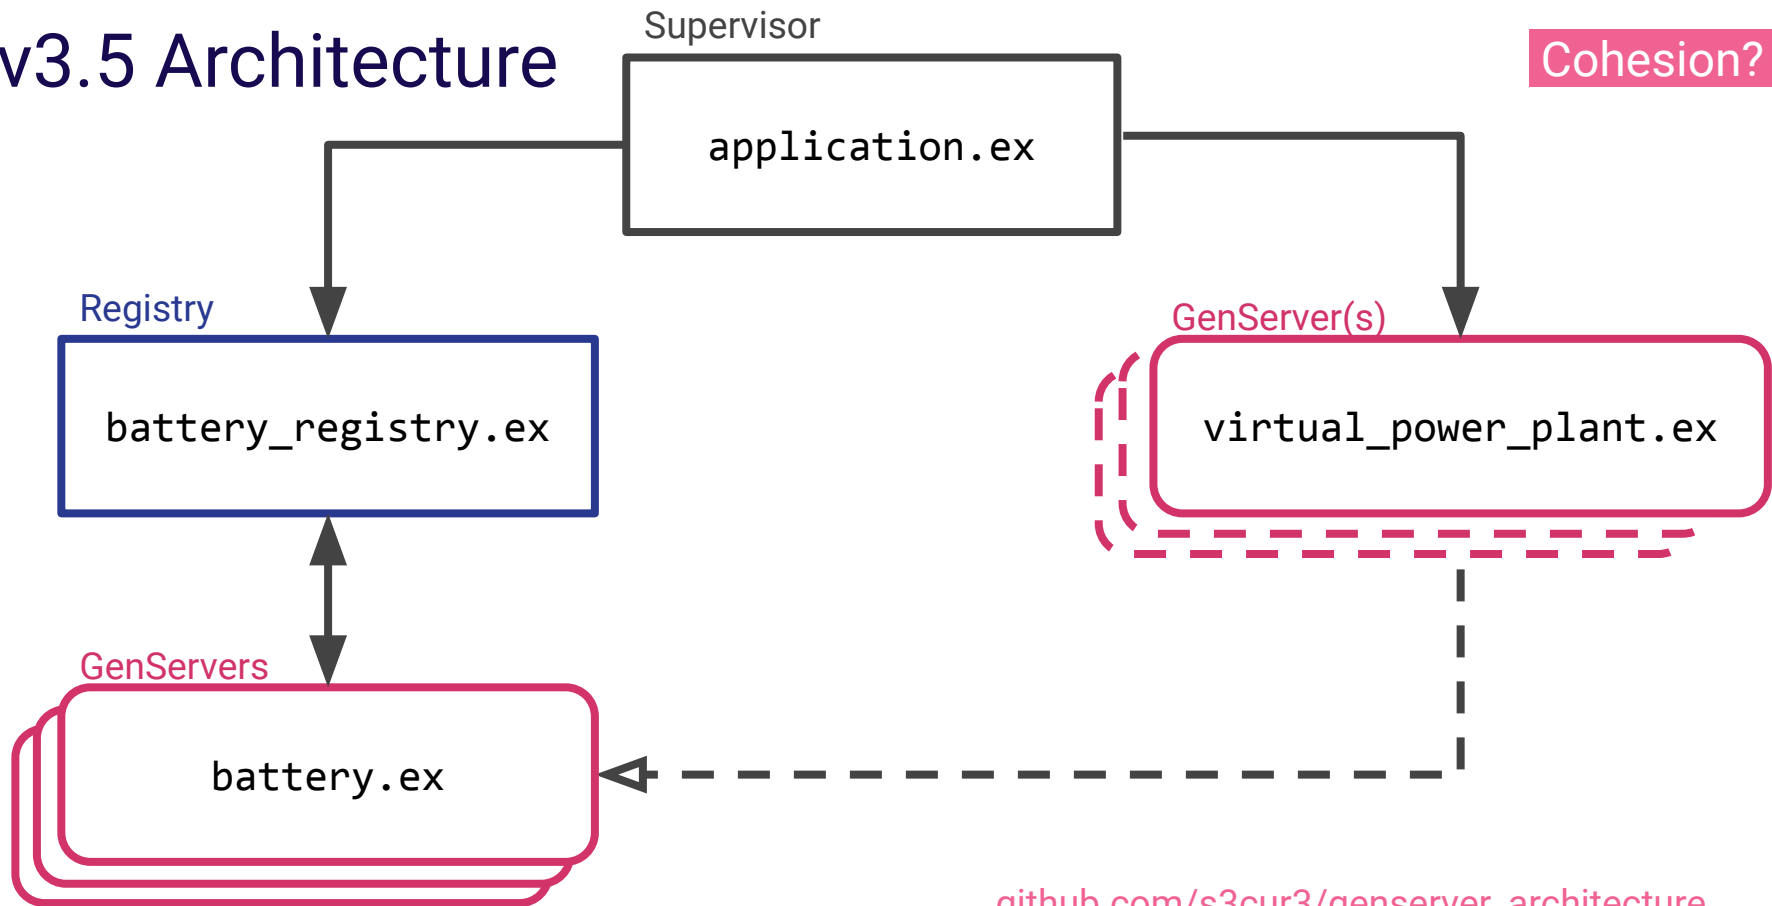 v3.5 Architecture
Supervisor
Cohesion?
application.ex
Registry
GenServer(s)
battery_registry.ex
virtual_power_plant.ex
GenServers
battery.ex
github.com/s3cur3/genserver_architecture